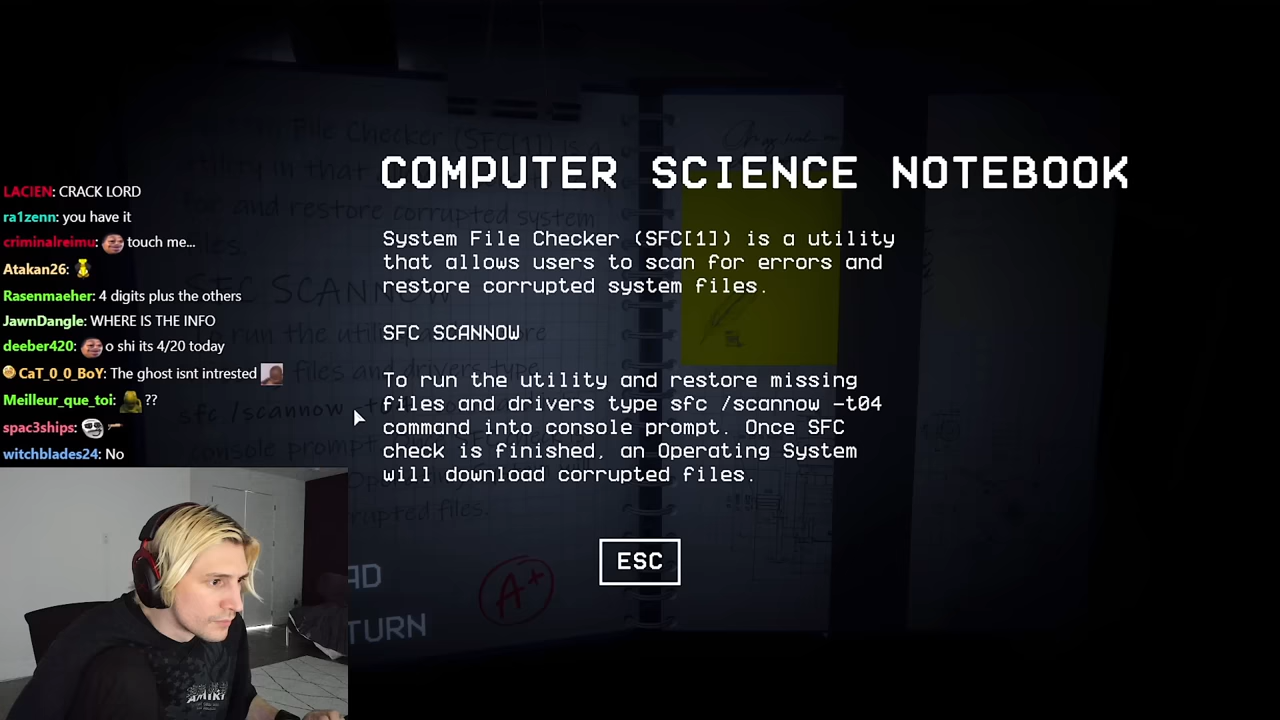 COMPUTER SCIENCE NOTEBOOK
System File Checker (SFC[1]) is a utility
that allows users to scan for errors and
restore corrupted system files.
SFC SCANNOW
To run the utility and restore missing
files and drivers type sfc /scannow -t04
command into console prompt. Once SFC
check is finished, an Operating System
will download corrupted files.
ESC
A+
TURN
LACIEN: CRACK LORD
ra1zenn: you have it
criminalreimu: touch me...
Atakan26:
Rasenmaeher: 4 digits plus the others
JawnDangle: WHERE IS THE INFO
deeber420: o shi its 4/20 today
CaT_0_0_BoY: The ghost isnt intrested
Meilleur_que_toi: ??
spac3ships:
witchblades24: No